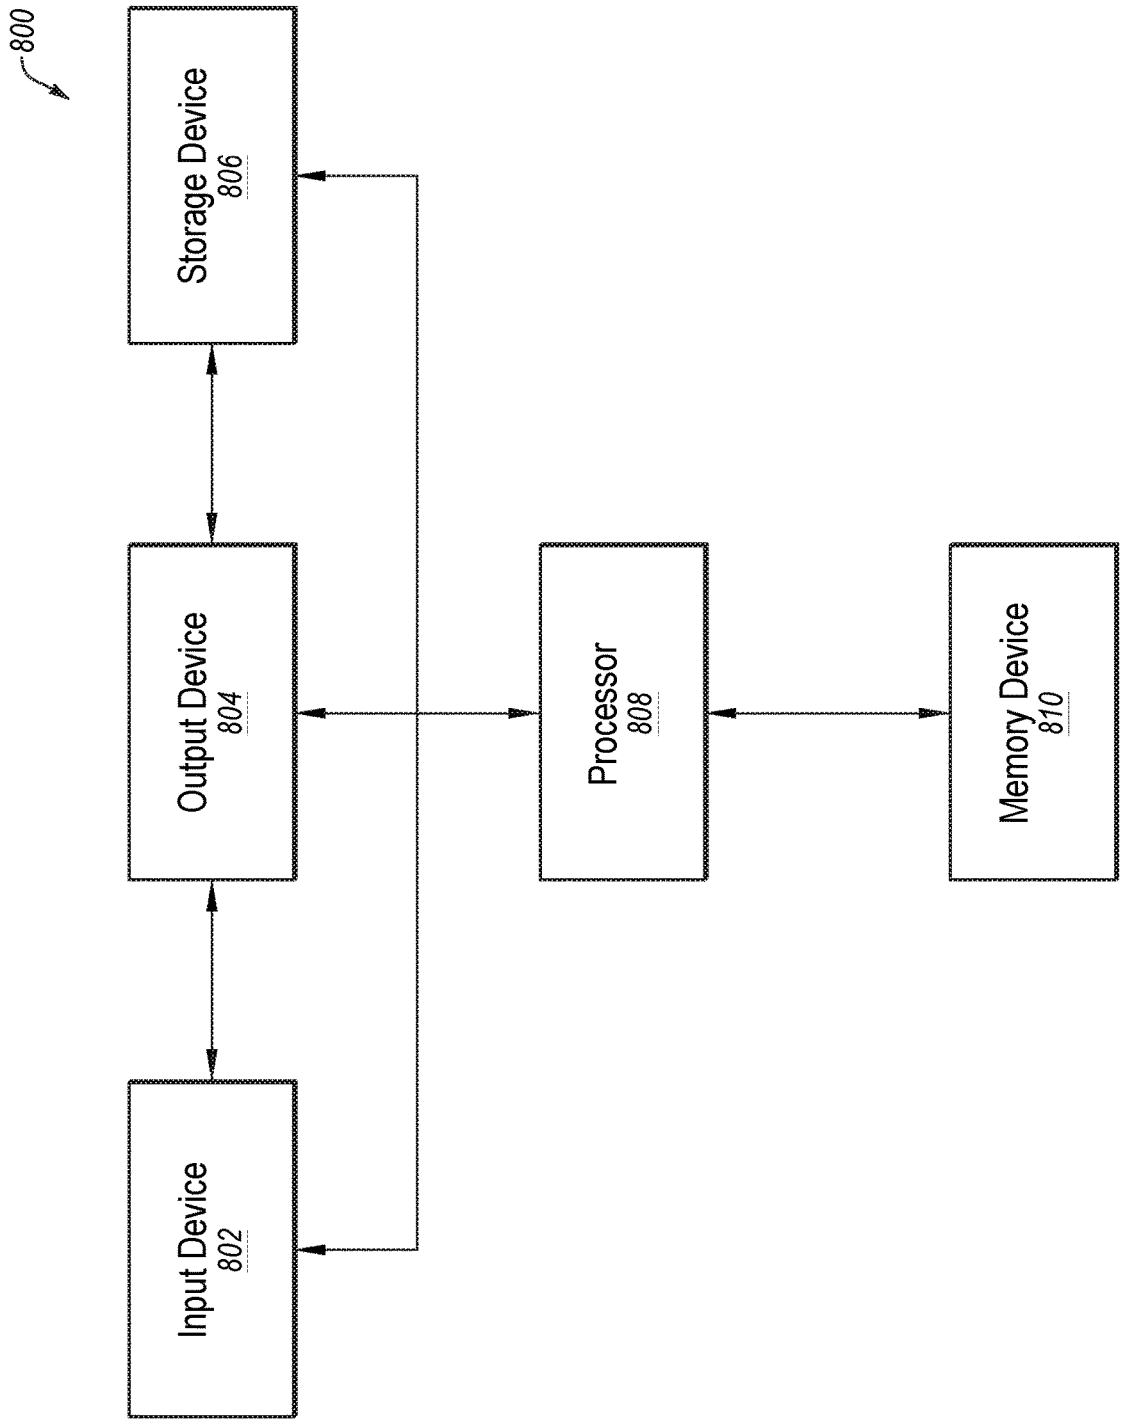 800
Input Device
802
Output Device
804
Storage Device
806
Processor
808
Memory Device
810